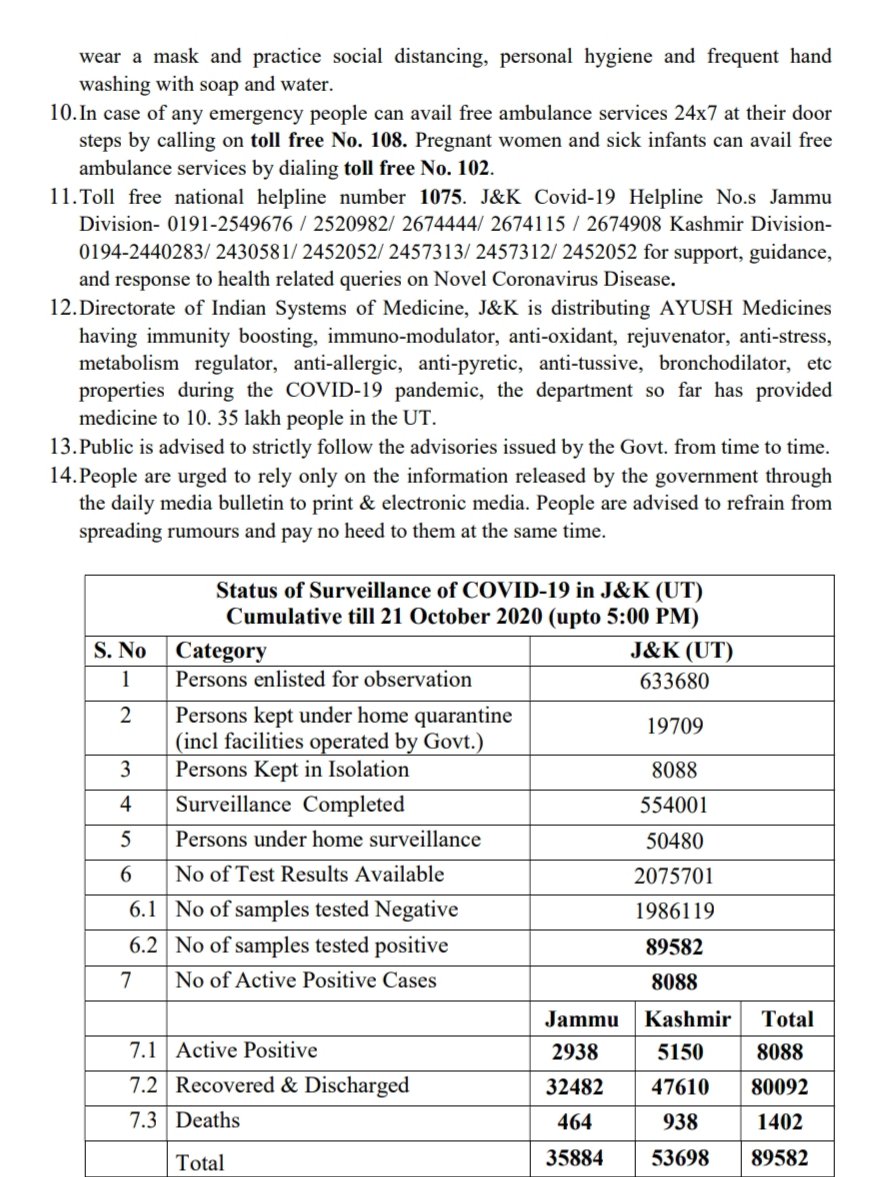 wear a mask and practice social distancing, personal hygiene and frequent hand
washing with soap and water.
10. In case of any emergency people can avail free ambulance services 24x7 at their door
steps by calling on toll free No. 108. Pregnant women and sick infants can avail free
ambulance services by dialing toll free No. 102.
11. Toll free national helpline number 1075. J&K Covid-19 Helpline No.s Jammu
Division- 0191-2549676 / 2520982/ 2674444/ 2674115 / 2674908 Kashmir Division-
0194-2440283/ 2430581/ 2452052/ 2457313/ 2457312/ 2452052 for support, guidance,
and response to health related queries on Novel Coronavirus Disease.
12. Directorate of Indian Systems of Medicine, J&K is distributing AYUSH Medicines
having immunity boosting, immuno-modulator, anti-oxidant, rejuvenator, anti-stress,
metabolism regulator, anti-allergic, anti-pyretic, anti-tussive, bronchodilator, etc
properties during the COVID-19 pandemic, the department so far has provided
medicine to 10. 35 lakh people in the UT.
13. Public is advised to strictly follow the advisories issued by the Govt. from time to time.
14. People are urged to rely only on the information released by the government through
the daily media bulletin to print & electronic media. People are advised to refrain from
spreading rumours and pay no heed to them at the same time.
Status of Surveillance of COVID-19 in J&K (UT)
Cumulative till 21 October 2020 (upto 5:00 PM)
S. No Category J&K (UT)
1 Persons enlisted for observation 633680
2 Persons kept under home quarantine
(incl facilities operated by Govt.) 19709
3 Persons Kept in Isolation 8088
4 Surveillance Completed 554001
5 Persons under home surveillance 50480
6 No of Test Results Available 2075701
6.1 No of samples tested Negative 1986119
6.2 No of samples tested positive 89582
7 No of Active Positive Cases 8088
Jammu Kashmir Total
7.1 Active Positive 2938 5150 8088
7.2 Recovered & Discharged 32482 47610 80092
7.3 Deaths 464 938 1402
Total 35884 53698 89582